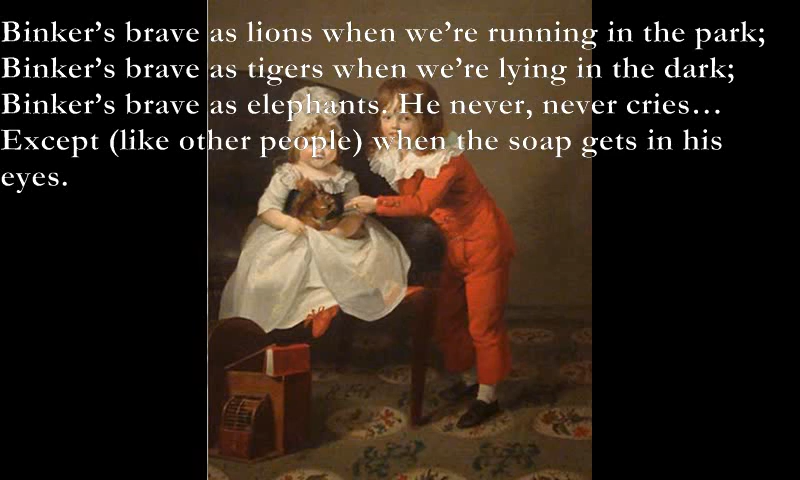 Binker’s brave as lions when we’re running in the park;
Binker’s brave as tigers when we’re lying in the dark;
Binker’s brave as elephants. He never, never cries…
Except (like other people) when the soap gets in his
eyes.